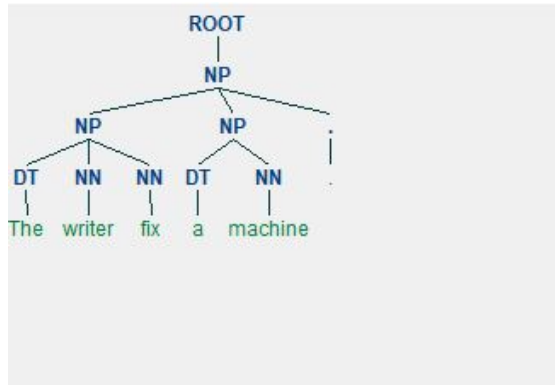 ROOT
NP
NP NP .
DT NN NN DT NN .
The writer fix a machine